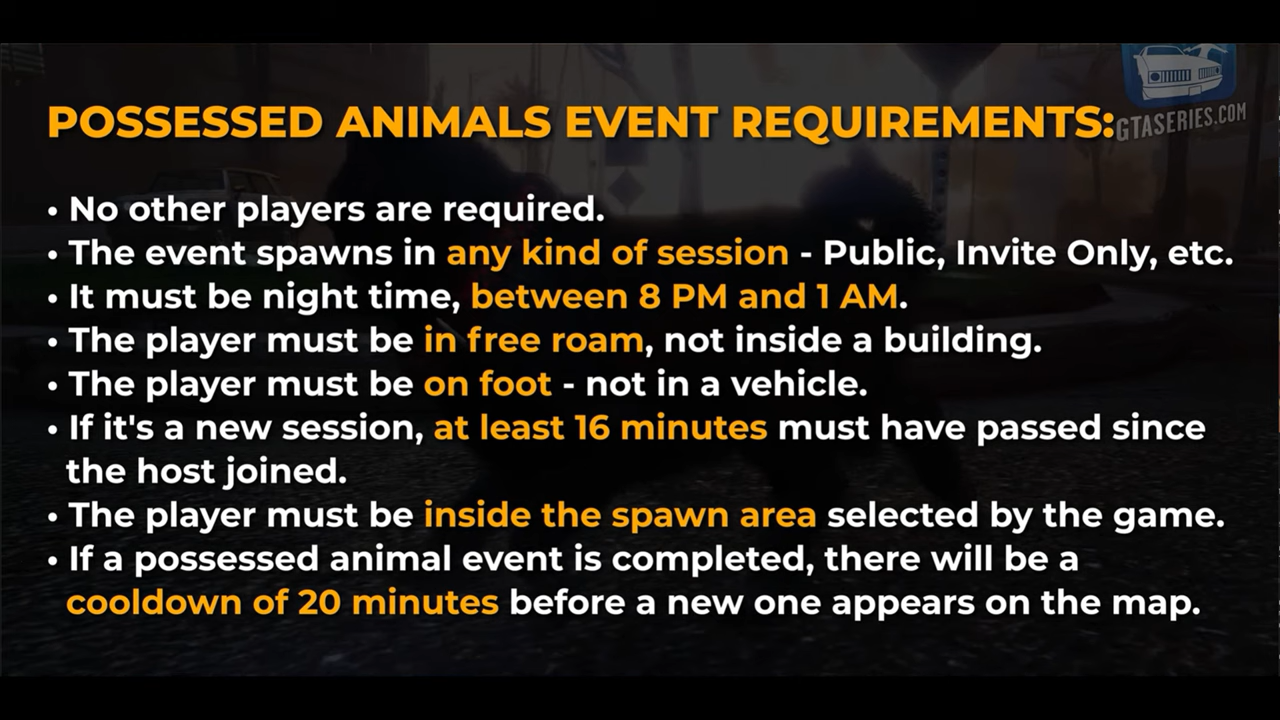 POSSESSED ANIMALS EVENT REQUIREMENTS:
GTASERIES.COM
• No other players are required.
• The event spawns in any kind of session - Public, Invite Only, etc.
• It must be night time, between 8 PM and 1 AM.
• The player must be in free roam, not inside a building.
• The player must be on foot - not in a vehicle.
• If it's a new session, at least 16 minutes must have passed since
the host joined.
• The player must be inside the spawn area selected by the game.
• If a possessed animal event is completed, there will be a
cooldown of 20 minutes before a new one appears on the map.